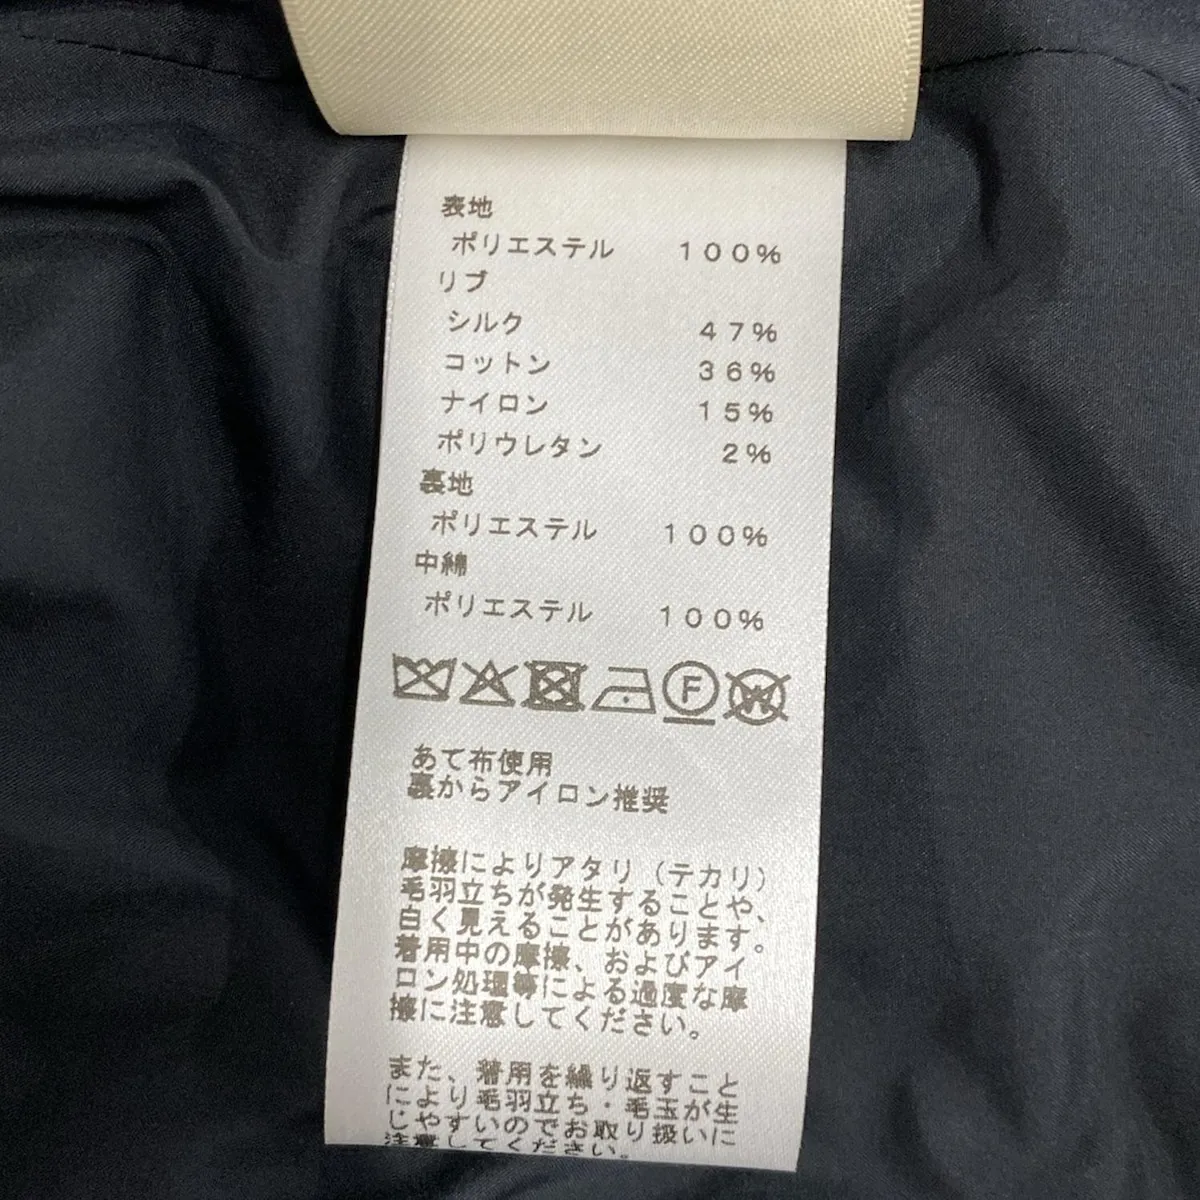 表地
ポリエステル 100%
リブ
シルク 47%
コットン 36%
ナイロン 15%
ポリウレタン 2%
裏地
ポリエステル 100%
中綿
ポリエステル 100%
F W
あて布使用
裏からアイロン推奨
摩擦によりアタリ(テカリ)
毛羽立ちが発生することや、
白く見えることがあります。
着用中の摩擦、およびアイ
ロン処理等による過度な摩
擦に注意してください。
また、着用を繰り返すこと
により毛羽立ち・毛玉が生
じやすいのでお取り扱いに
注意してください。